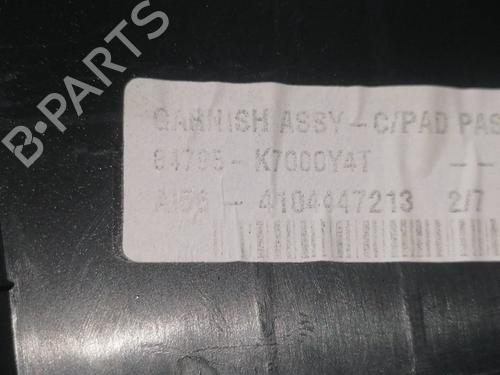 B-PARTS
GARNISH ASSY-C/PAD PAS
84795- K7000Y4T --
4104447213 2/7